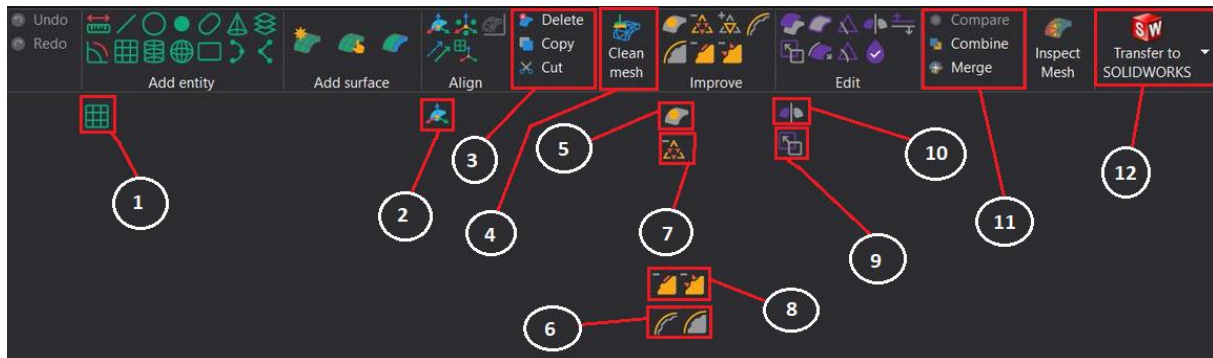 Undo
Redo
Add entity
Add surface
Align
Delete
Copy
Cut
Clean
mesh
Improve
Edit
Compare
Combine
Merge
Inspect
Mesh
SW
Transfer to
SOLIDWORKS
1
2
3
4
5
6
7
8
9
10
11
12